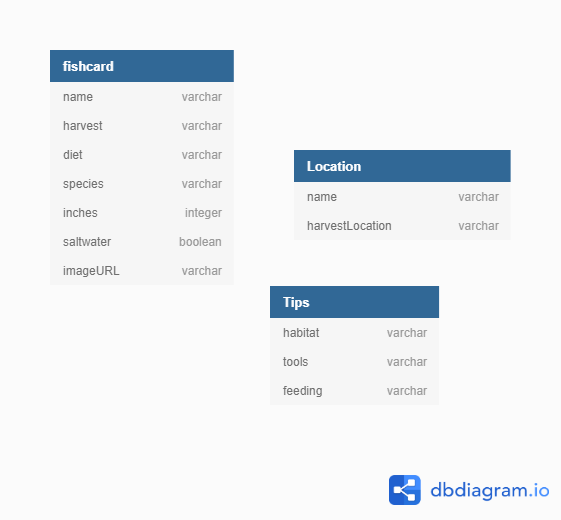 fishcard
name varchar
harvest varchar
diet varchar
species varchar
inches integer
saltwater boolean
imageURL varchar
Location
name varchar
harvestLocation varchar
Tips
habitat varchar
tools varchar
feeding varchar
dbdiagram.io